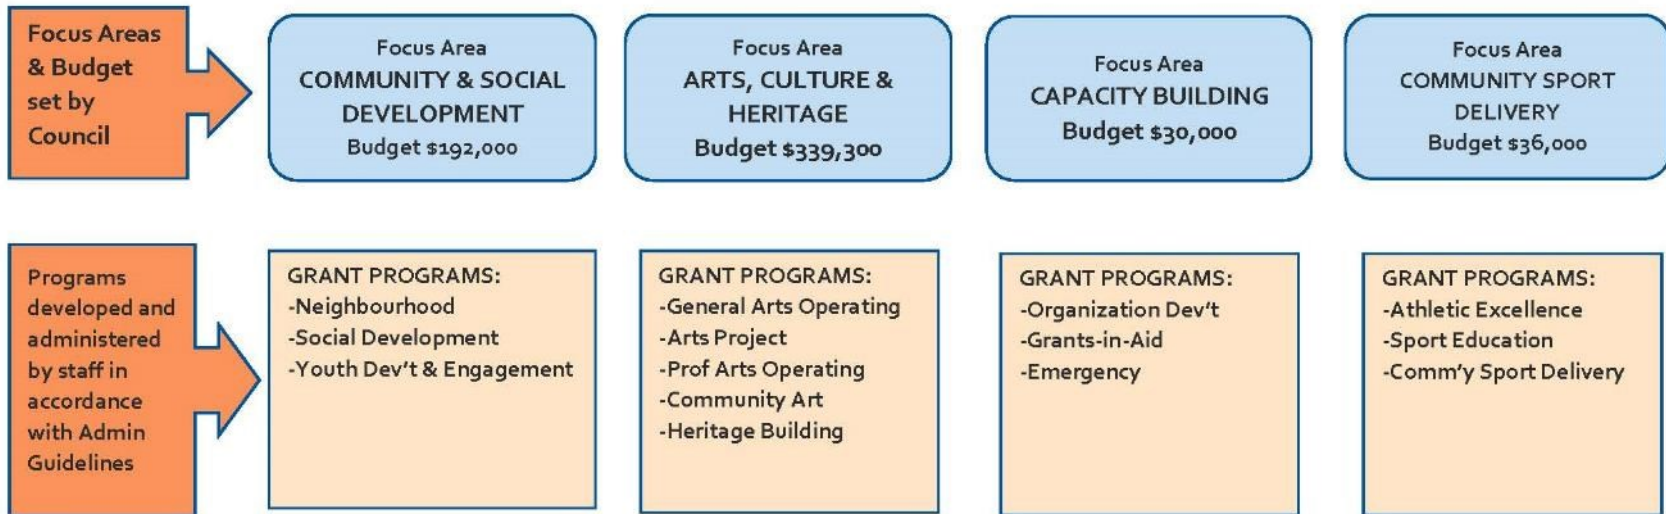 Focus Areas
& Budget
set by
Council
Focus Area
COMMUNITY & SOCIAL
DEVELOPMENT
Budget $192,000
Focus Area
ARTS, CULTURE &
HERITAGE
Budget $339,300
Focus Area
CAPACITY BUILDING
Budget $30,000
Focus Area
COMMUNITY SPORT
DELIVERY
Budget $36,000
Programs
developed and
administered
by staff in
accordance
with Admin
Guidelines
GRANT PROGRAMS:
-Neighbourhood
-Social Development
-Youth Dev't & Engagement
GRANT PROGRAMS:
-General Arts Operating
-Arts Project
-Prof Arts Operating
-Community Art
-Heritage Building
GRANT PROGRAMS:
-Organization Dev't
-Grants-in-Aid
-Emergency
GRANT PROGRAMS:
-Athletic Excellence
-Sport Education
-Comm'y Sport Delivery